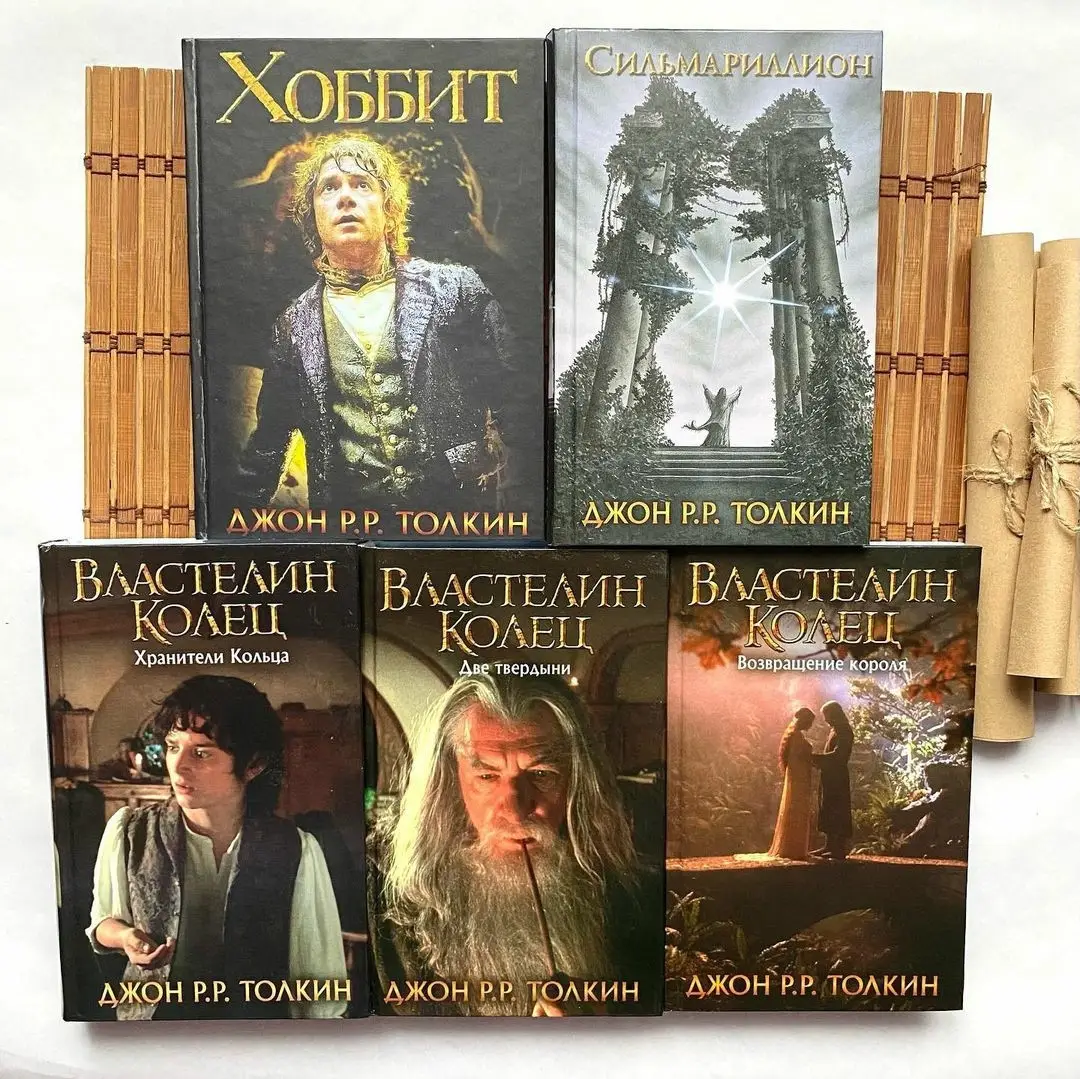 Хоббит
ДЖОН Р.Р. ТОЛКИН
Сильмариллион
ДЖОН Р.Р. ТОЛКИН
Властелин
Колец
Хранители Кольца
ДЖОН Р.Р. ТОЛКИН
Властелин
Колец
Две твердыни
ДЖОН Р.Р. ТОЛКИН
Властелин
Колец
Возвращение короля
ДЖОН Р.Р. ТОЛКИН